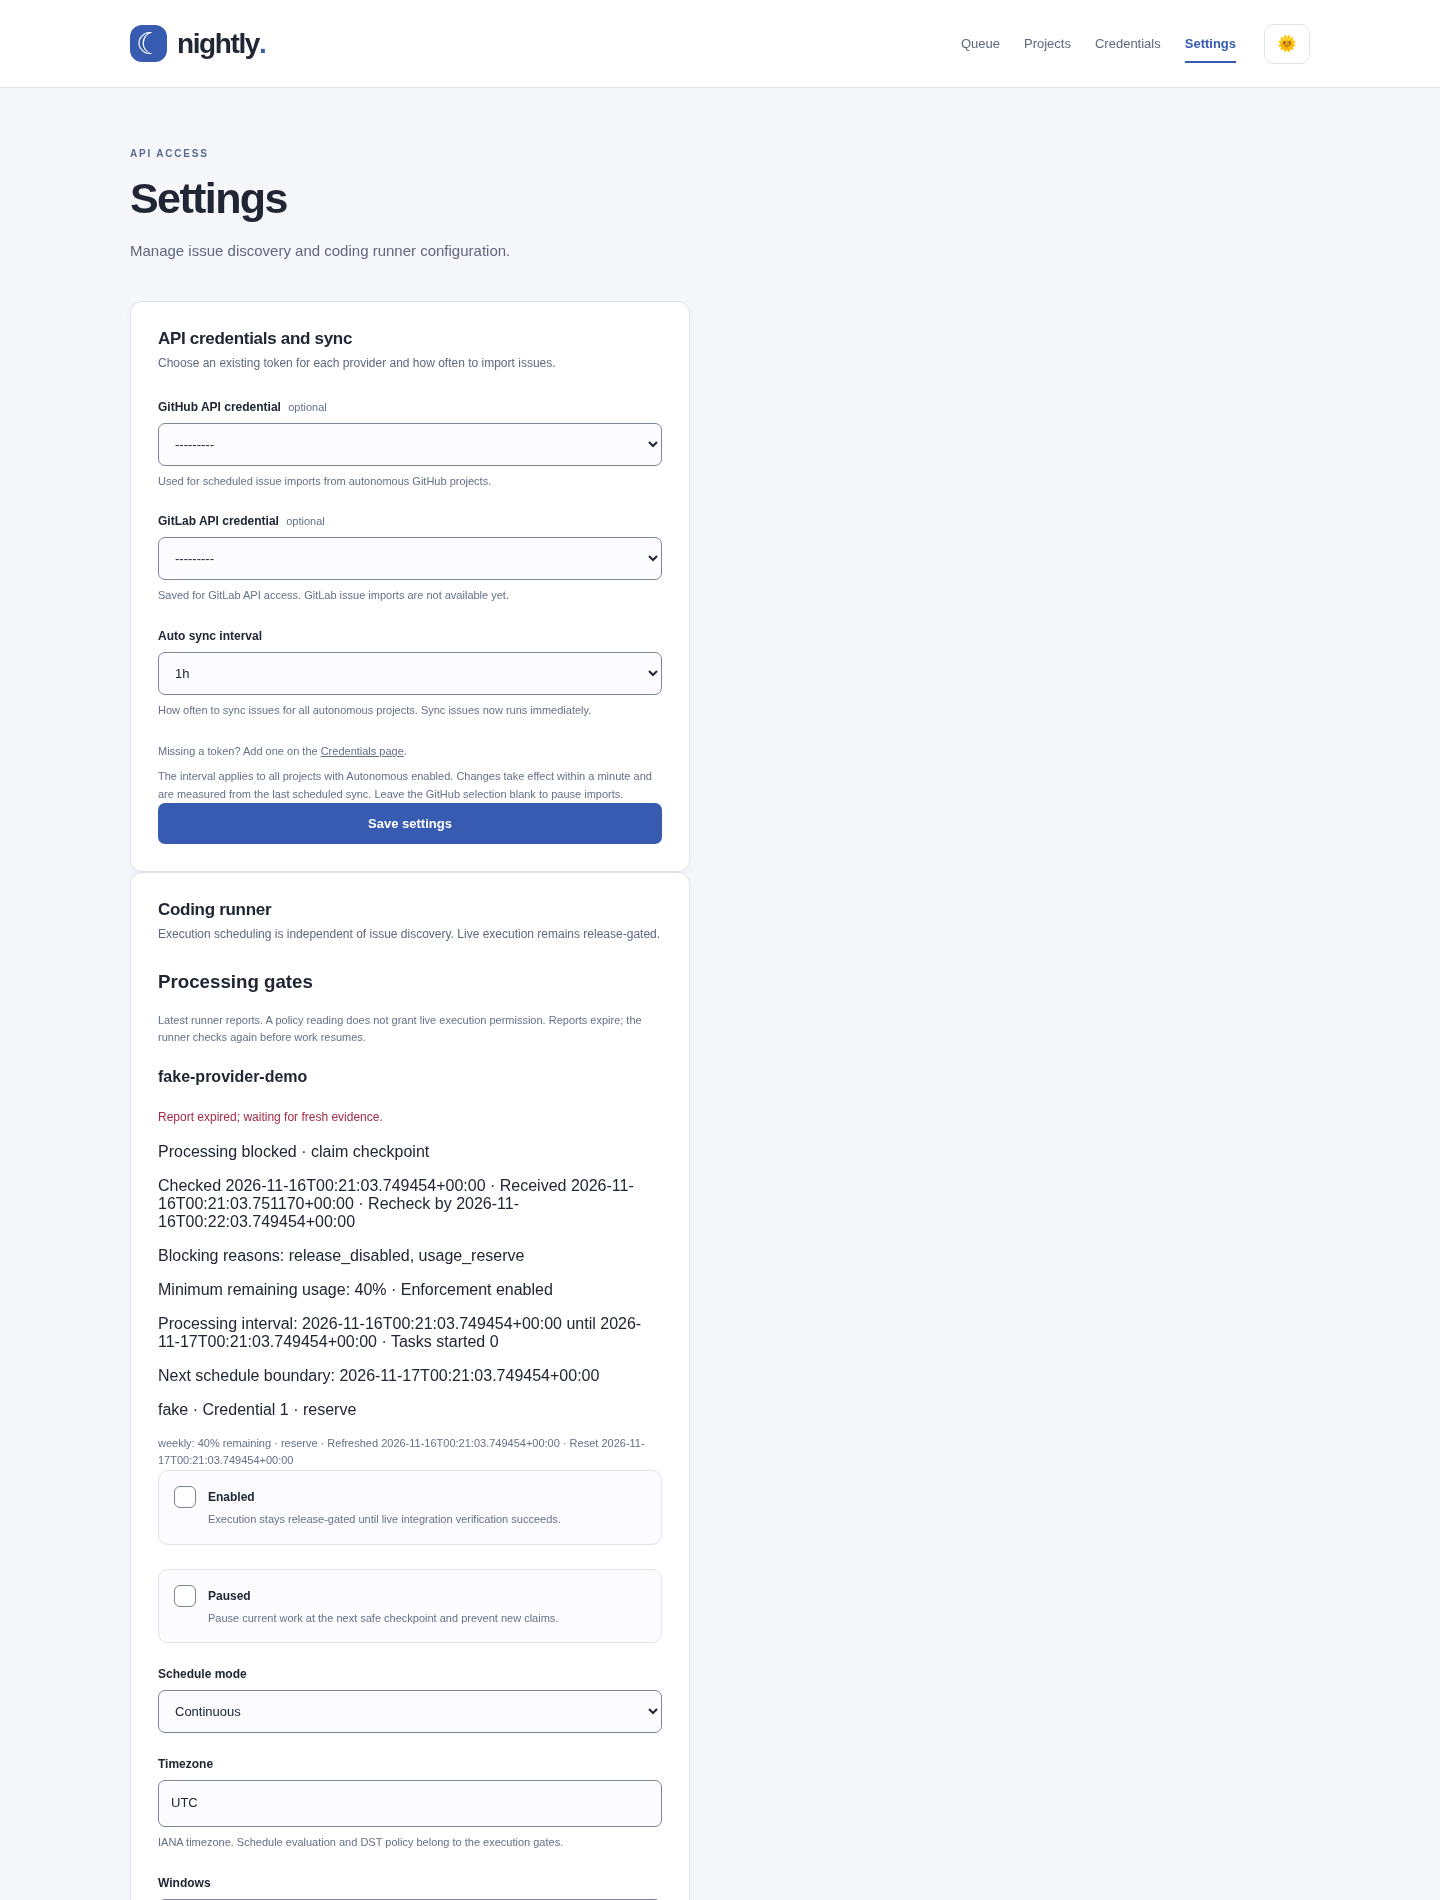 nightly.
Queue
Projects
Credentials
Settings
API ACCESS
Settings
Manage issue discovery and coding runner configuration.
API credentials and sync
Choose an existing token for each provider and how often to import issues.
GitHub API credential optional
---------
Used for scheduled issue imports from autonomous GitHub projects.
GitLab API credential optional
---------
Saved for GitLab API access. GitLab issue imports are not available yet.
Auto sync interval
1h
How often to sync issues for all autonomous projects. Sync issues now runs immediately.
Missing a token? Add one on the Credentials page.
The interval applies to all projects with Autonomous enabled. Changes take effect within a minute and
are measured from the last scheduled sync. Leave the GitHub selection blank to pause imports.
Save settings
Coding runner
Execution scheduling is independent of issue discovery. Live execution remains release-gated.
Processing gates
Latest runner reports. A policy reading does not grant live execution permission. Reports expire; the
runner checks again before work resumes.
fake-provider-demo
Report expired; waiting for fresh evidence.
Processing blocked · claim checkpoint
Checked 2026-11-16T00:21:03.749454+00:00 · Received 2026-11-
16T00:21:03.751170+00:00 · Recheck by 2026-11-
16T00:22:03.749454+00:00
Blocking reasons: release_disabled, usage_reserve
Minimum remaining usage: 40% · Enforcement enabled
Processing interval: 2026-11-16T00:21:03.749454+00:00 until 2026-
11-17T00:21:03.749454+00:00 · Tasks started 0
Next schedule boundary: 2026-11-17T00:21:03.749454+00:00
fake · Credential 1 · reserve
weekly: 40% remaining · reserve · Refreshed 2026-11-16T00:21:03.749454+00:00 · Reset 2026-11-
17T00:21:03.749454+00:00
Enabled
Execution stays release-gated until live integration verification succeeds.
Paused
Pause current work at the next safe checkpoint and prevent new claims.
Schedule mode
Continuous
Timezone
UTC
IANA timezone. Schedule evaluation and DST policy belong to the execution gates.
Windows